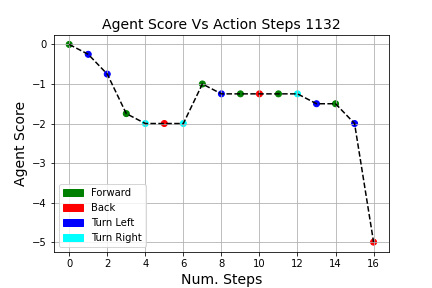 Agent Score Vs Action Steps 1132
Agent Score
0
−1
−2
−3
−4
−5
Forward
Back
Turn Left
Turn Right
0 2 4 6 8 10 12 14 16
Num. Steps